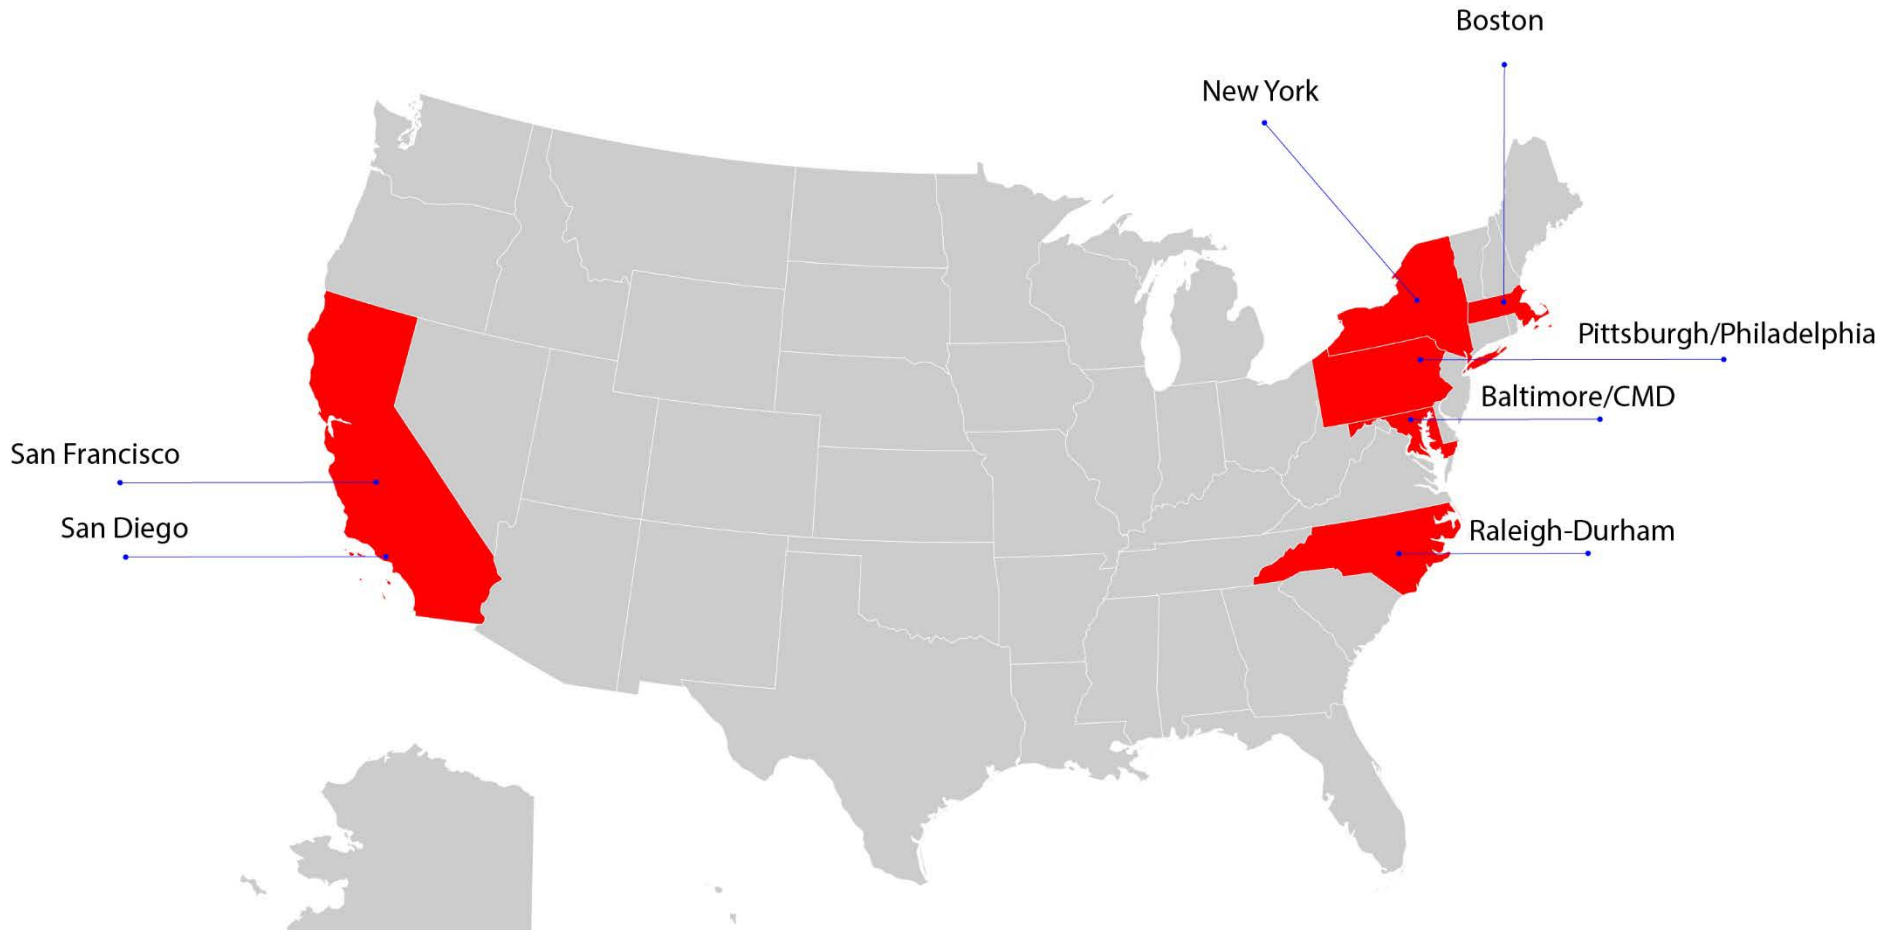 Boston
New York
Pittsburgh/Philadelphia
Baltimore/CMD
San Francisco
San Diego
Raleigh-Durham